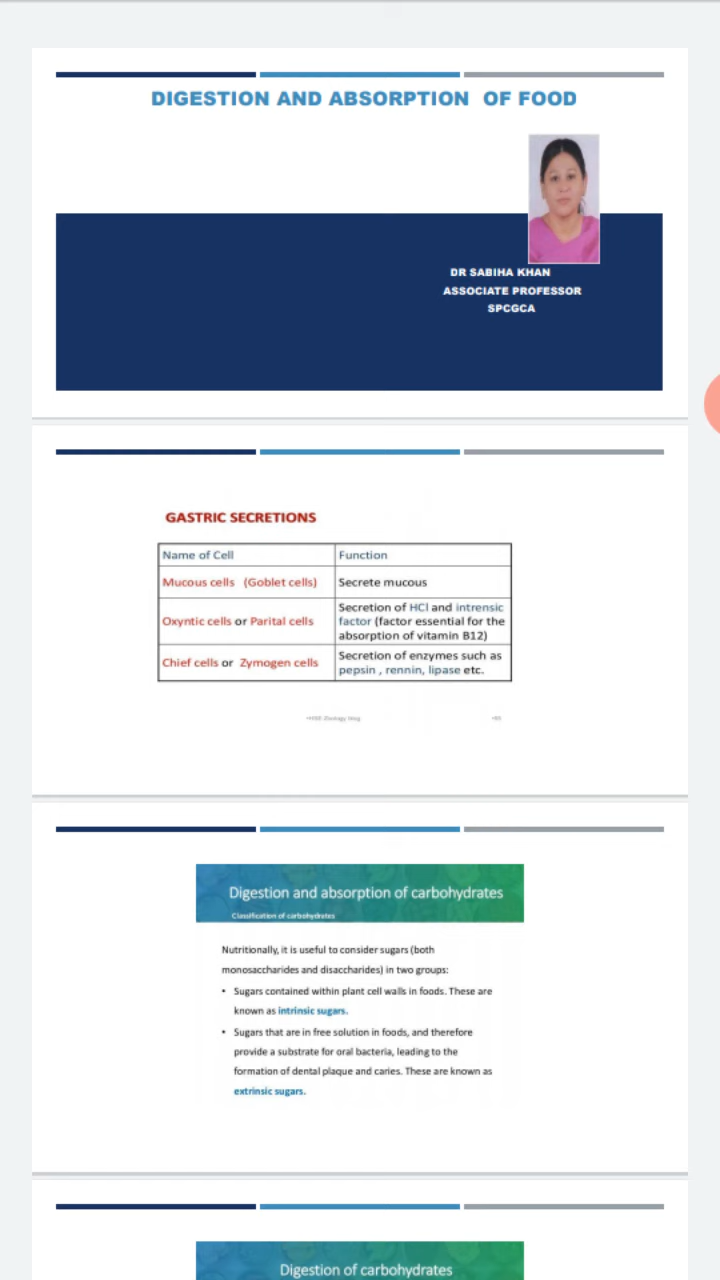 DIGESTION AND ABSORPTION OF FOOD
DR SABIHA KHAN
ASSOCIATE PROFESSOR
SPCGCA
GASTRIC SECRETIONS
Name of Cell
Function
Mucous cells (Goblet cells)
Secrete mucous
Oxyntic cells or Parital cells
Secretion of HCl and intrensic
factor (factor essential for the
absorption of vitamin B12)
Chief cells or Zymogen cells
Secretion of enzymes such as
pepsin , rennin, lipase etc.
Zoology blog
Digestion and absorption of carbohydrates
Classification of carbohydrates
Nutritionally, it is useful to consider sugars (both
monosaccharides and disaccharides) in two groups:
• Sugars contained within plant cell walls in foods. These are
known as intrinsic sugars.
• Sugars that are in free solution in foods, and therefore
provide a substrate for oral bacteria, leading to the
formation of dental plaque and caries. These are known as
extrinsic sugars.
Digestion of carbohydrates